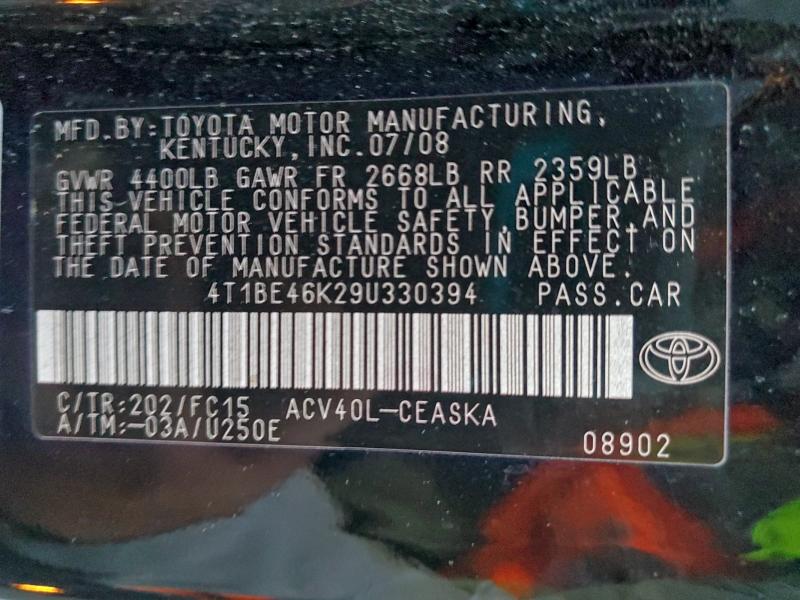 MFD.BY:TOYOTA MOTOR MANUFACTURING,
KENTUCKY,INC.07/08
GVWR 4400LB GAWR FR 2668LB RR 2359LB
THIS VEHICLE CONFORMS TO ALL APPLICABLE
FEDERAL MOTOR VEHICLE SAFETY,BUMPER,AND
THEFT PREVENTION STANDARDS IN EFFECT ON
THE DATE OF MANUFACTURE SHOWN ABOVE.
4T1BE46K29U330394 PASS.CAR
C/TR:202/FC15 ACV40L-CEASKA
A/TM:-03A/U250E
08902